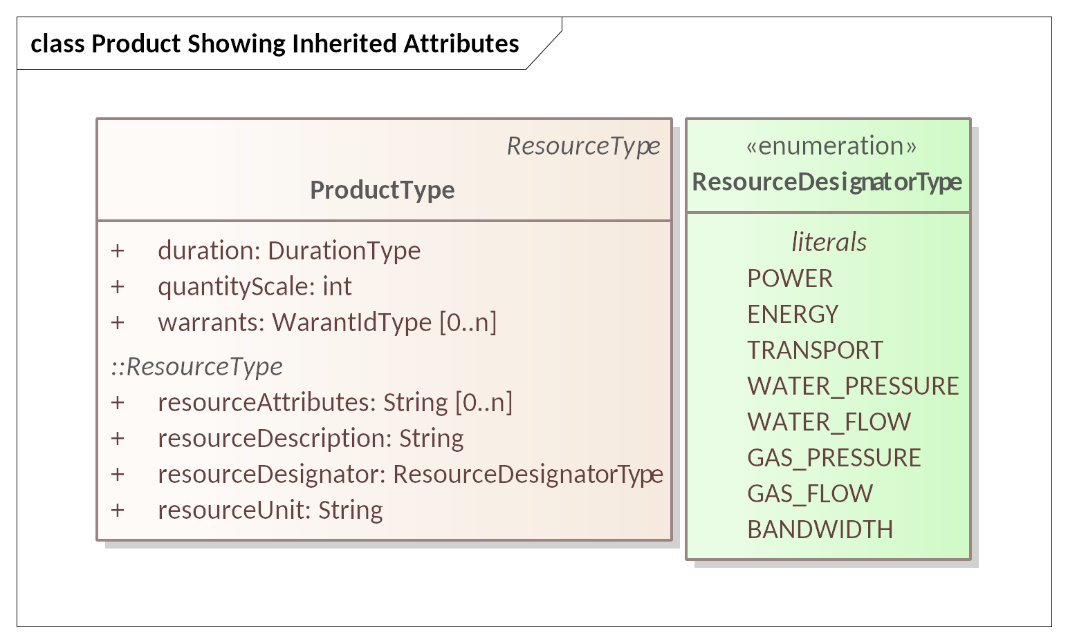 class Product Showing Inherited Attributes
ResourceType
ProductType
+ duration: DurationType
+ quantityScale: int
+ warrants: WarantIdType [0..n]
::ResourceType
+ resourceAttributes: String [0..n]
+ resourceDescription: String
+ resourceDesignator: ResourceDesignatorType
+ resourceUnit: String
«enumeration»
ResourceDesignatorType
literals
POWER
ENERGY
TRANSPORT
WATER_PRESSURE
WATER_FLOW
GAS_PRESSURE
GAS_FLOW
BANDWIDTH